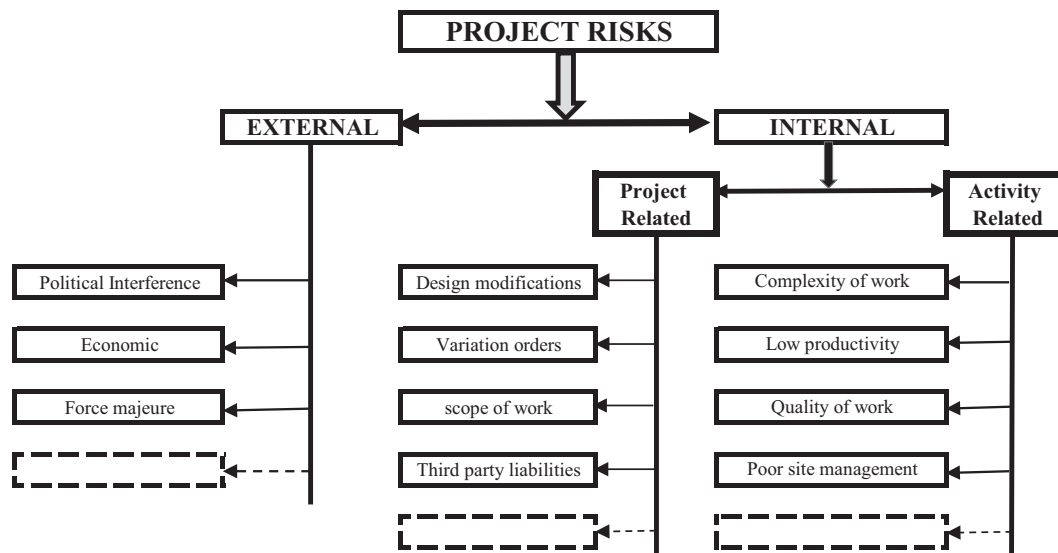 PROJECT RISKS
EXTERNAL
INTERNAL
Project
Related
Activity
Related
Political Interference
Design modifications
Complexity of work
Economic
Variation orders
Low productivity
Force majeure
scope of work
Quality of work
Third party liabilities
Poor site management